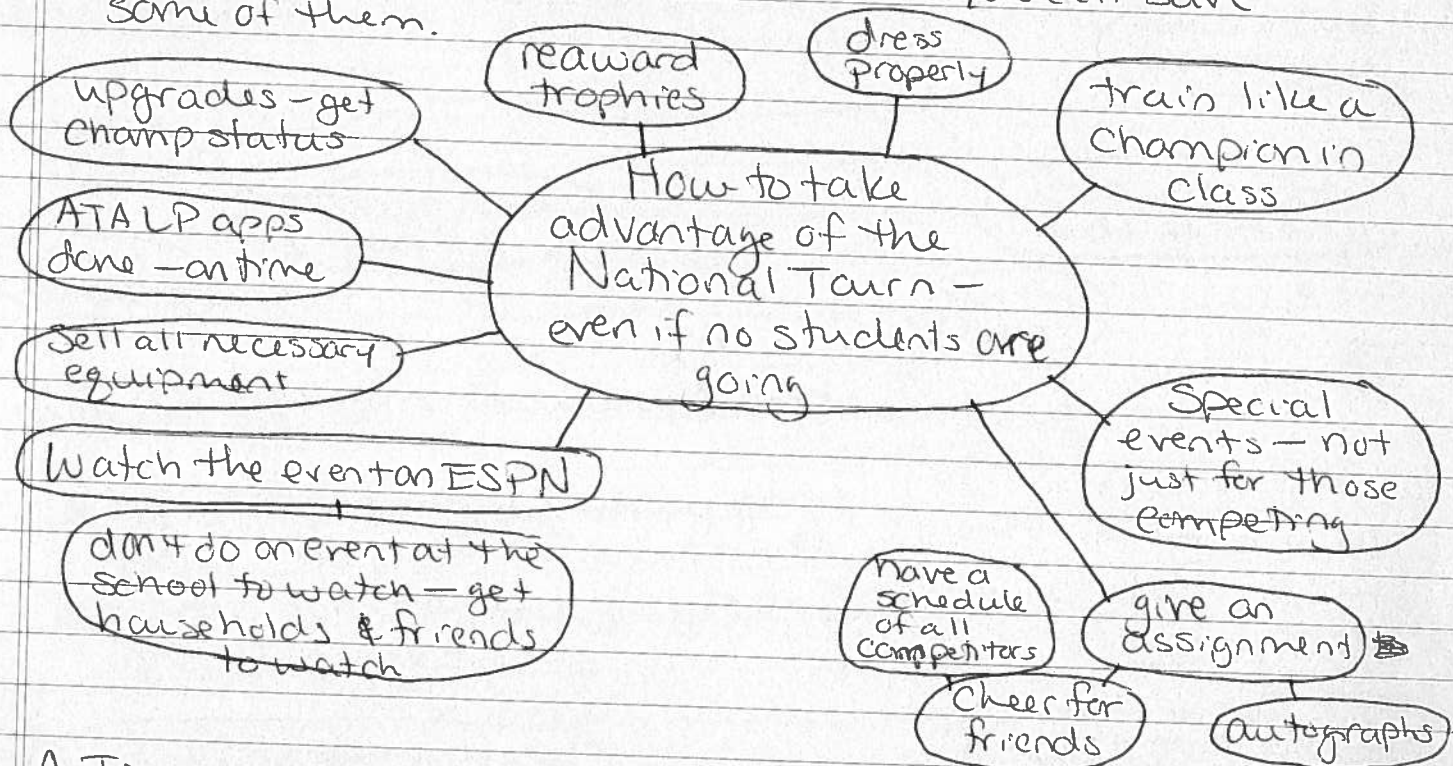 some of them.
reaward
trophies
dress
properly
upgrades - get
champ status
train like a
champion in
class
How to take
advantage of the
National Tourn -
even if no students are
going
ATA LP apps
done - on time
Sell all necessary
equipment
Watch the event on ESPN
don't do an event at the
school to watch - get
households & friends
to watch
Special
events - not
just for those
competing
have a
schedule
of all
competitors
give an
assignment
Cheer for
friends
autographs